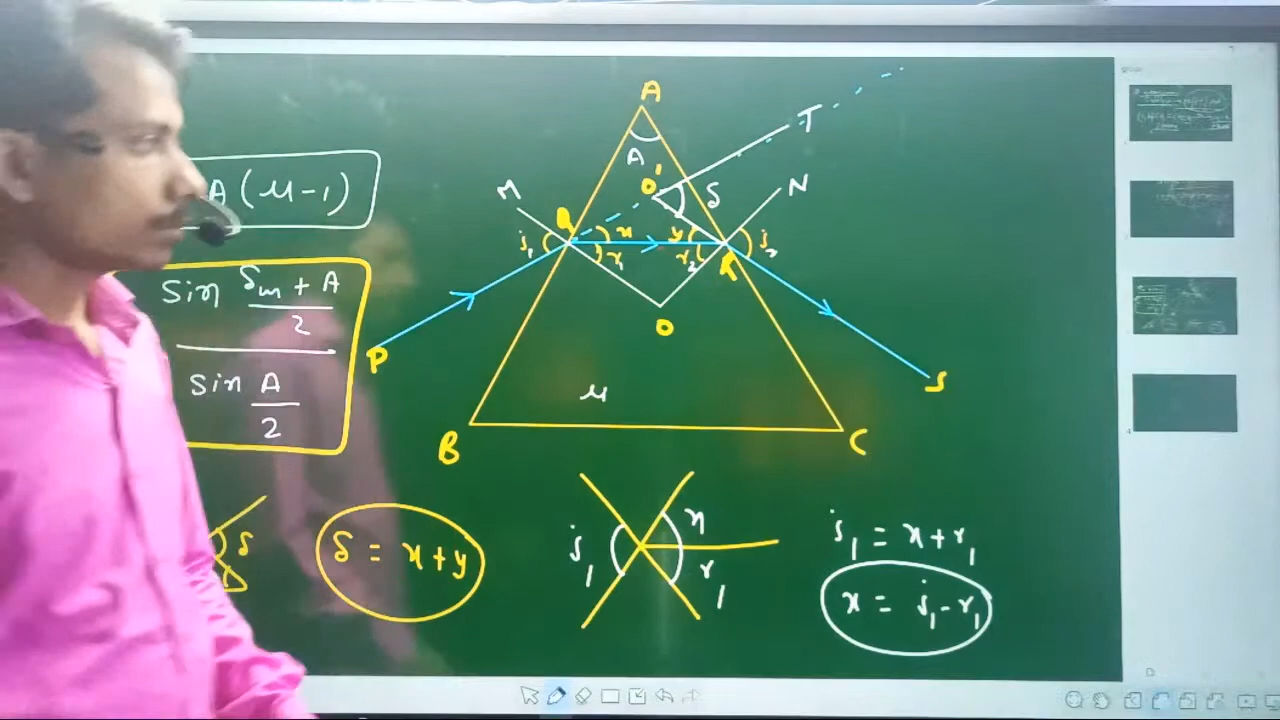 A
A
O'
T
M
N
δ
Q
i₁
x
y
i₂
r₁
r₂
R
O
P
S
μ
B
C
A(μ-1)
Sin (δm + A)/2
Sin A/2
δ
δ = x+y
i₁
x
r₁
i₁ = x+r₁
x = i₁-r₁